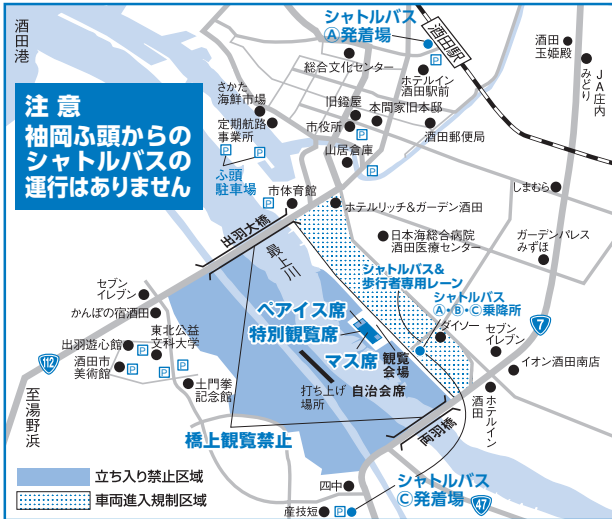 酒田港
シャトルバス
Ⓐ発着場
酒田駅
P
酒田
玉姫殿
JA庄内
みどり
総合文化センター
ホテルイン
酒田駅前
注 意
袖岡ふ頭からの
シャトルバスの
運行はありません
さかた
海鮮市場
旧鐙屋
本間家旧本邸
定期航路
事業所
市役所
P
酒田郵便局
P
P
山居倉庫
P
ふ頭
駐車場
P
市体育館
しまむら
ホテルリッチ&ガーデン酒田
出羽大橋
日本海総合病院
酒田医療センター
ガーデンパレス
みずほ
最上川
シャトルバス&
歩行者専用レーン
セブン
イレブン
かんぽの宿酒田
ペアイス席
特別観覧席
マス席
観覧
会場
シャトルバス
Ⓐ・Ⓑ・Ⓒ乗降所
ダイソー
7
セブン
イレブン
イオン酒田南店
東北公益
文科大学
出羽遊心館
P
P
P
P
112
酒田市
美術館
土門拳
記念館
打ち上げ
場所
自治会席
ホテルイン
酒田
至湯野浜
橋上観覧禁止
両羽橋
立ち入り禁止区域
車両進入規制区域
四中
シャトルバス
Ⓒ発着場
産技短
P
47